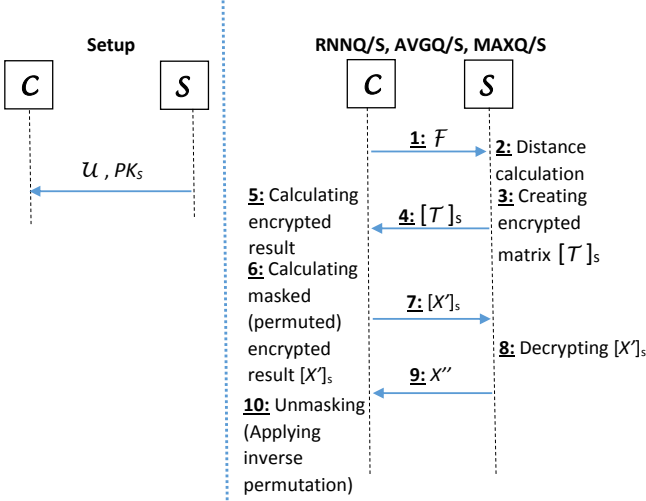 Setup
C
S
U , PKs
RNNQ/S, AVGQ/S, MAXQ/S
C
S
1: F
2: Distance
calculation
3: Creating
encrypted
matrix [T]s
4: [T]s
5: Calculating
encrypted
result
6: Calculating
masked
(permuted)
encrypted
result [X′]s
7: [X′]s
8: Decrypting [X′]s
9: X′′
10: Unmasking
(Applying
inverse
permutation)